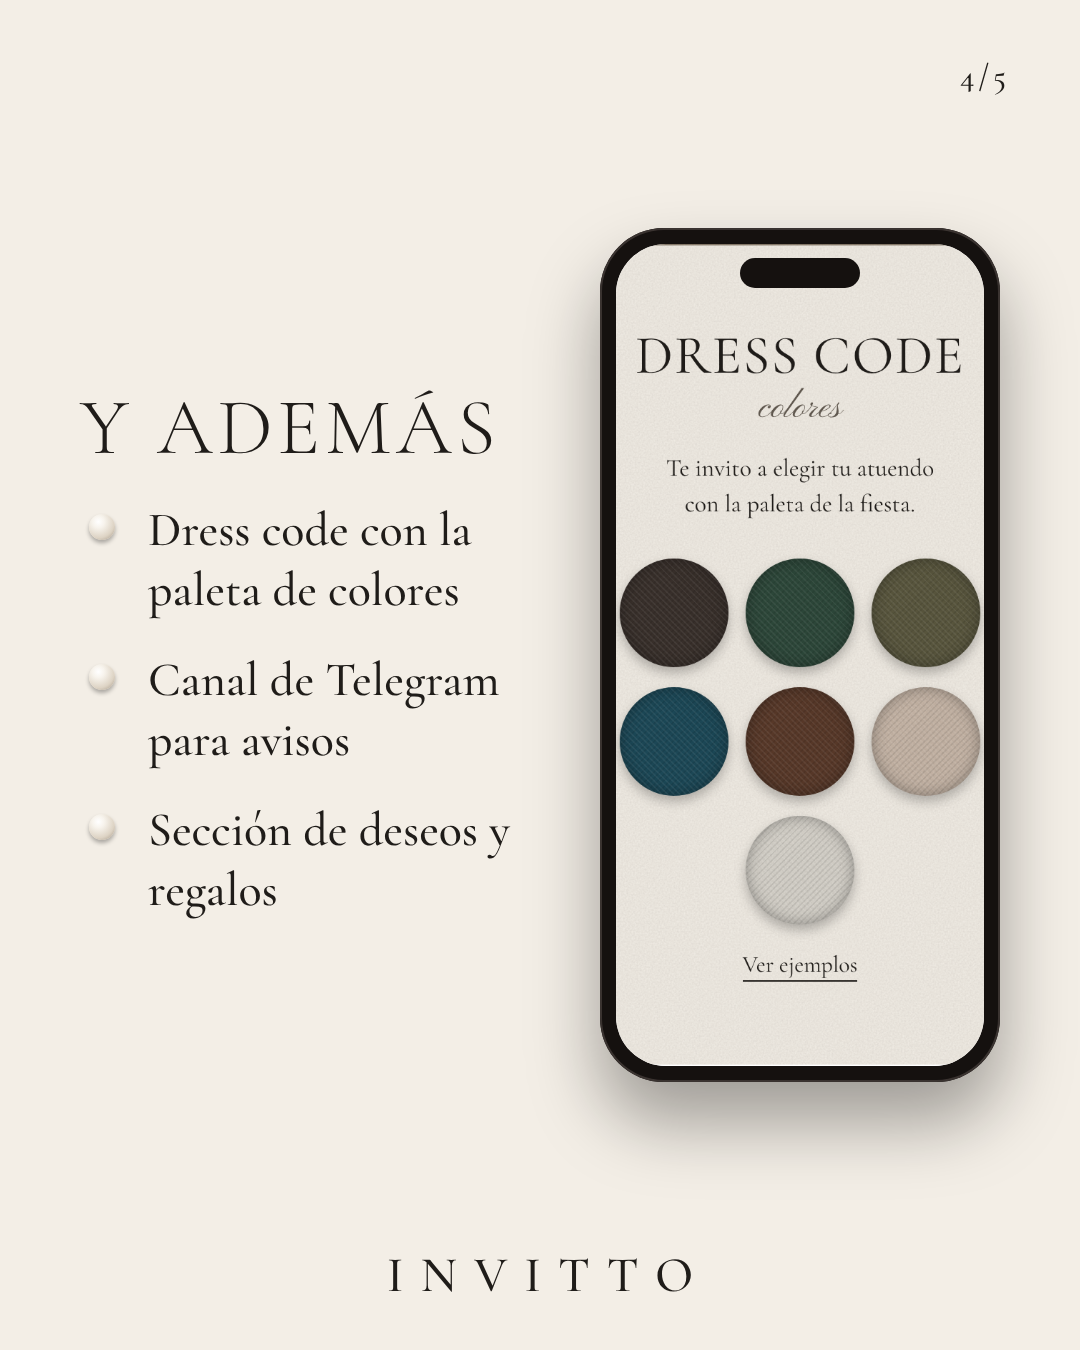 4/5
Y ADEMÁS
Dress code con la
paleta de colores
Canal de Telegram
para avisos
Sección de deseos y
regalos
DRESS CODE
colores
Te invito a elegir tu atuendo
con la paleta de la fiesta.
Ver ejemplos
INVITTO